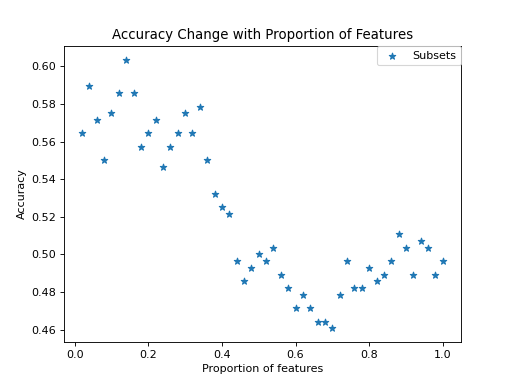 Accuracy Change with Proportion of Features
Subsets
Accuracy
0.60
0.58
0.56
0.54
0.52
0.50
0.48
0.46
0.0 0.2 0.4 0.6 0.8 1.0
Proportion of features